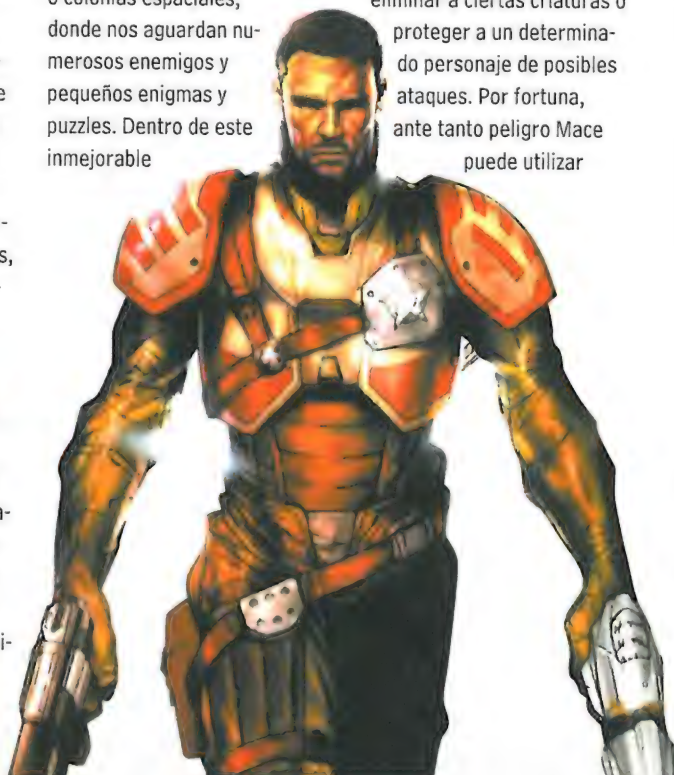 e
-
s,
a-
i-
o colonias espaciales,
donde nos aguardan nu-
merosos enemigos y
pequeños enigmas y
puzzles. Dentro de este
inmejorable
eliminar a ciertas criaturas o
proteger a un determina-
do personaje de posibles
ataques. Por fortuna,
ante tanto peligro Mace
puede utilizar